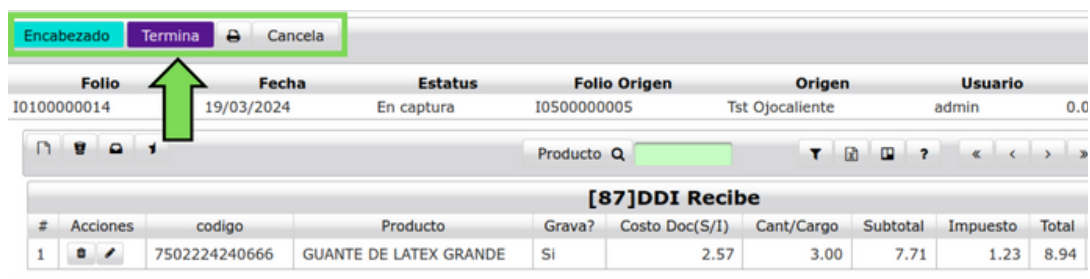 Encabezado Termina Cancela
Folio Fecha Estatus Folio Origen Origen Usuario
I0100000014 19/03/2024 En captura I0500000005 Tst Ojocaliente admin 0.0
Producto ? « < > »
[87]DDI Recibe
# Acciones codigo Producto Grava? Costo Doc(S/I) Cant/Cargo Subtotal Impuesto Total
1 7502224240666 GUANTE DE LATEX GRANDE Si 2.57 3.00 7.71 1.23 8.94